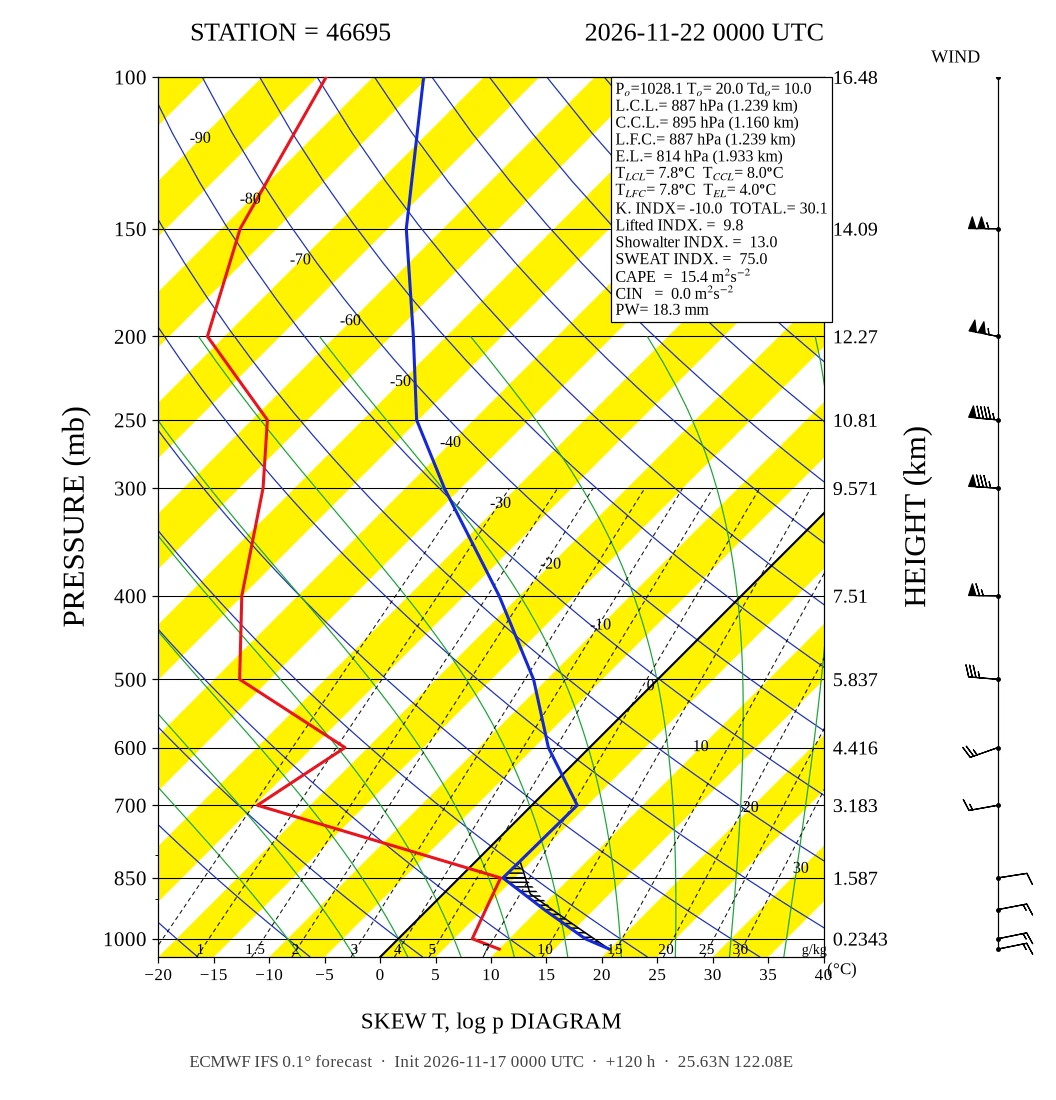 STATION = 46695
2026-11-22 0000 UTC
WIND
P₀=1028.1 T₀= 20.0 Td₀= 10.0
L.C.L.= 887 hPa (1.239 km)
C.C.L.= 895 hPa (1.160 km)
L.F.C.= 887 hPa (1.239 km)
E.L.= 814 hPa (1.933 km)
T_LCL= 7.8°C T_CCL= 8.0°C
T_LFC= 7.8°C T_EL= 4.0°C
K. INDX= -10.0 TOTAL.= 30.1
Lifted INDX. = 9.8
Showalter INDX. = 13.0
SWEAT INDX. = 75.0
CAPE = 15.4 m²s⁻²
CIN = 0.0 m²s⁻²
PW= 18.3 mm
100 16.48
150 14.09
200 12.27
250 10.81
300 9.571
400 7.51
500 5.837
600 4.416
700 3.183
850 1.587
1000 0.2343
PRESSURE (mb)
HEIGHT (km)
-90
-80
-70
-60
-50
-40
-30
-20
-10
0
10
20
30
1 1.5 2 3 4 5 7 10 15 20 25 30 g/kg
−20 −15 −10 −5 0 5 10 15 20 25 30 35 40 (°C)
SKEW T, log p DIAGRAM
ECMWF IFS 0.1° forecast · Init 2026-11-17 0000 UTC · +120 h · 25.63N 122.08E